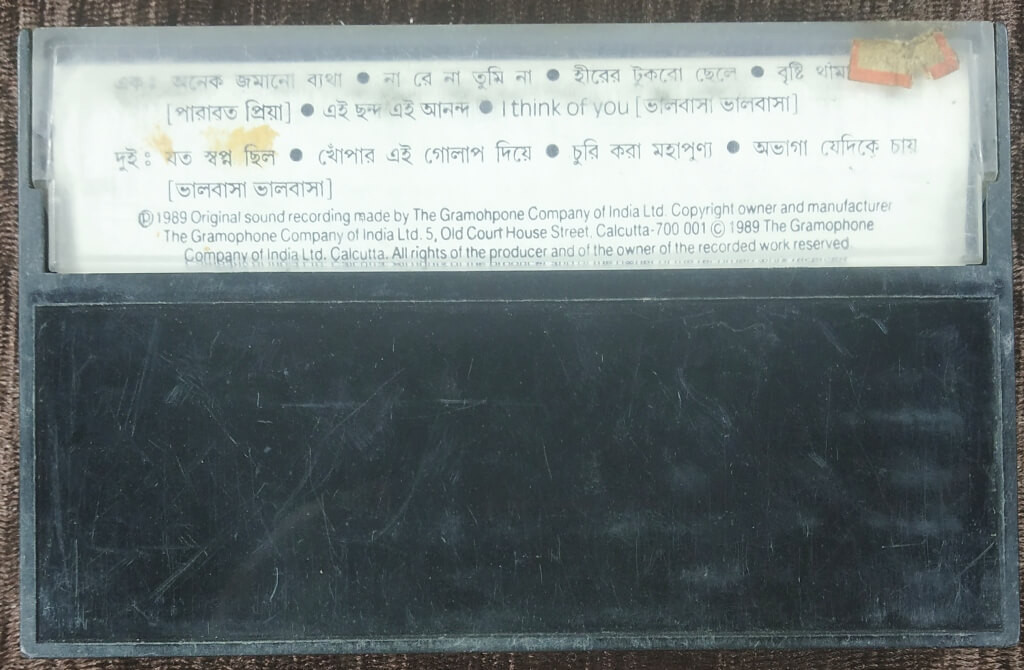 এক: অনেক জমানো ব্যথা ● না রে না তুমি না ● হীরের টুকরো ছেলে ● বৃষ্টি
[পারাবত প্রিয়া] ● এই ছন্দ এই আনন্দ ● I think of you [ভালবাসা ভালবাসা]
দুই: যত স্বপ্ন ছিল ● খোঁপার এই গোলাপ দিয়ে ● চুরি করা মহাপুণ্য ● অভাগা যেদিকে চায়
[ভালবাসা ভালবাসা]
Ⓟ1989 Original sound recording made by The Gramohpone Company of India Ltd. Copyright owner and manufacturer
The Gramophone Company of India Ltd. 5, Old Court House Street, Calcutta-700 001 © 1989 The Gramophone
Company of India Ltd. Calcutta. All rights of the producer and of the owner of the recorded work reserved.